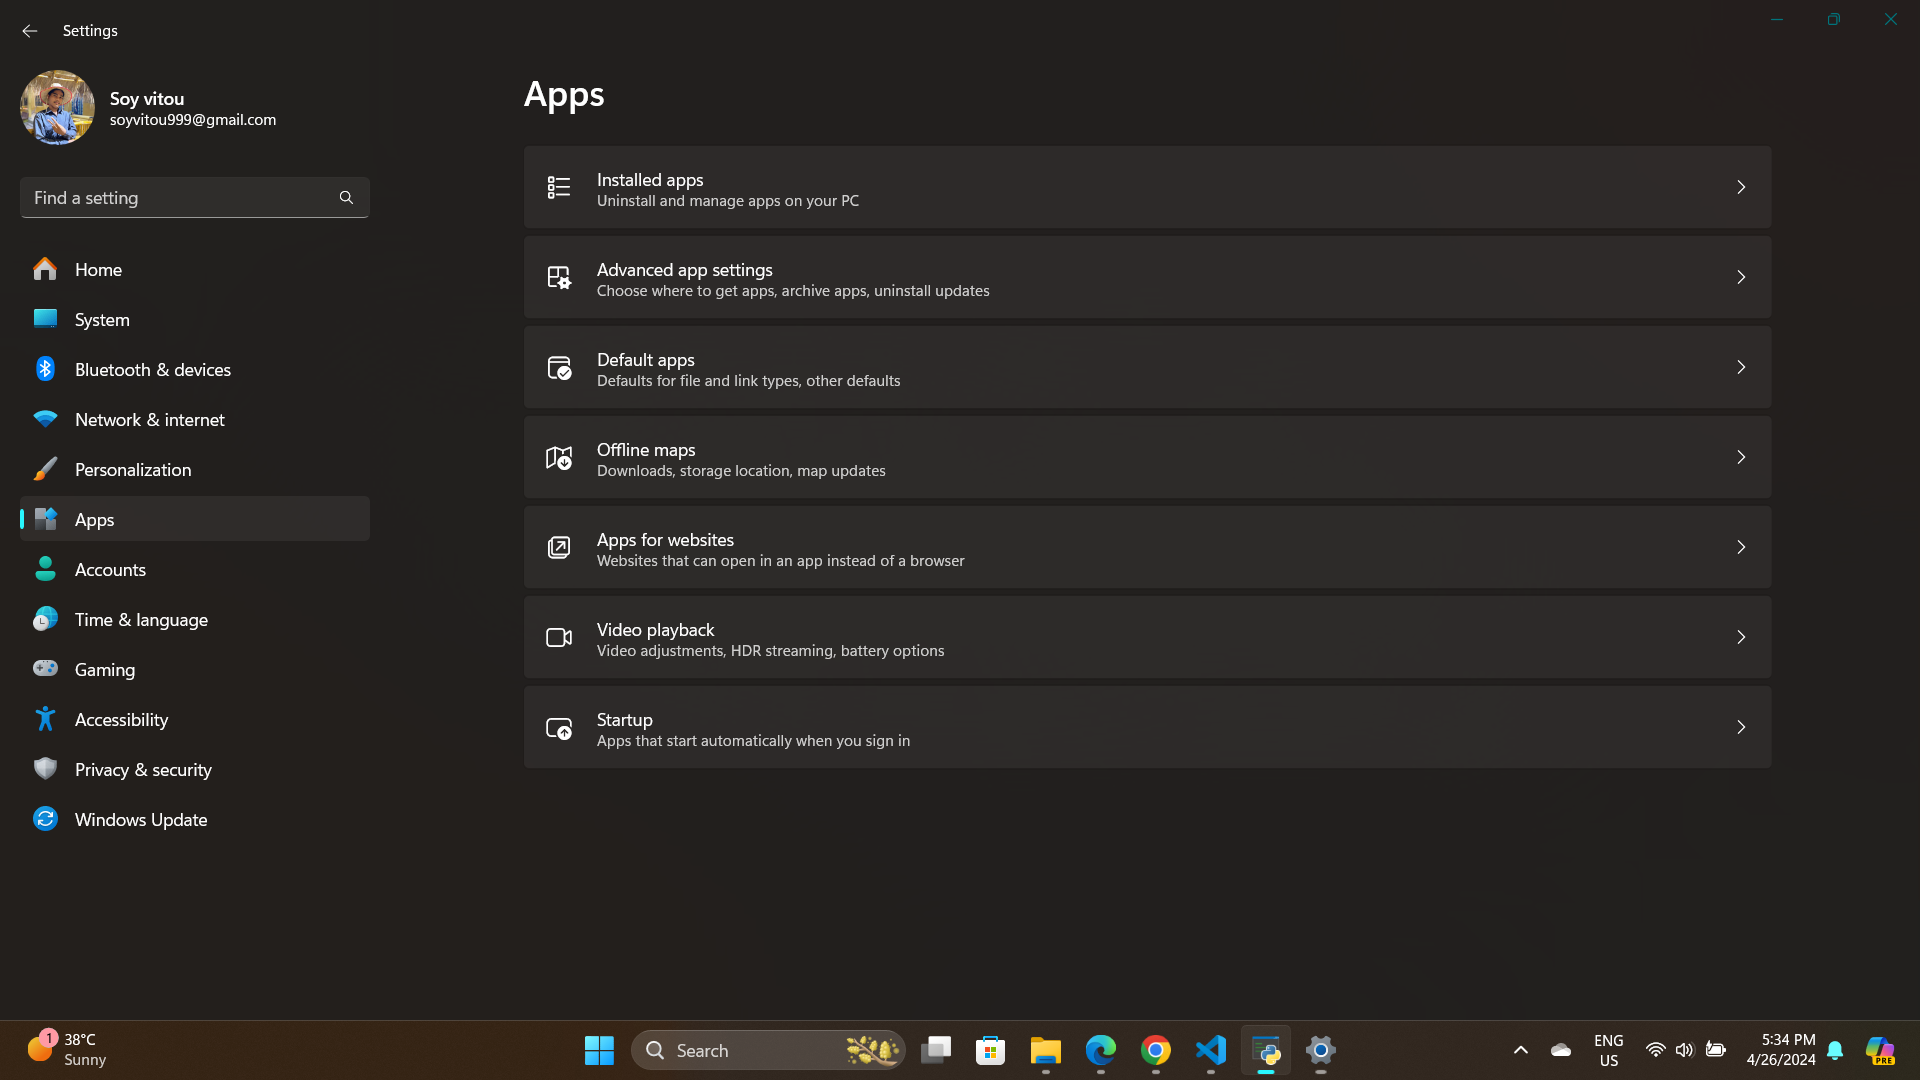 Settings
Soy vitou
soyvitou999@gmail.com
Find a setting
Home
System
Bluetooth & devices
Network & internet
Personalization
Apps
Accounts
Time & language
Gaming
Accessibility
Privacy & security
Windows Update
Apps
Installed apps
Uninstall and manage apps on your PC
Advanced app settings
Choose where to get apps, archive apps, uninstall updates
Default apps
Defaults for file and link types, other defaults
Offline maps
Downloads, storage location, map updates
Apps for websites
Websites that can open in an app instead of a browser
Video playback
Video adjustments, HDR streaming, battery options
Startup
Apps that start automatically when you sign in
1
38°C
Sunny
Search
ENG
US
5:34 PM
4/26/2024
PRE